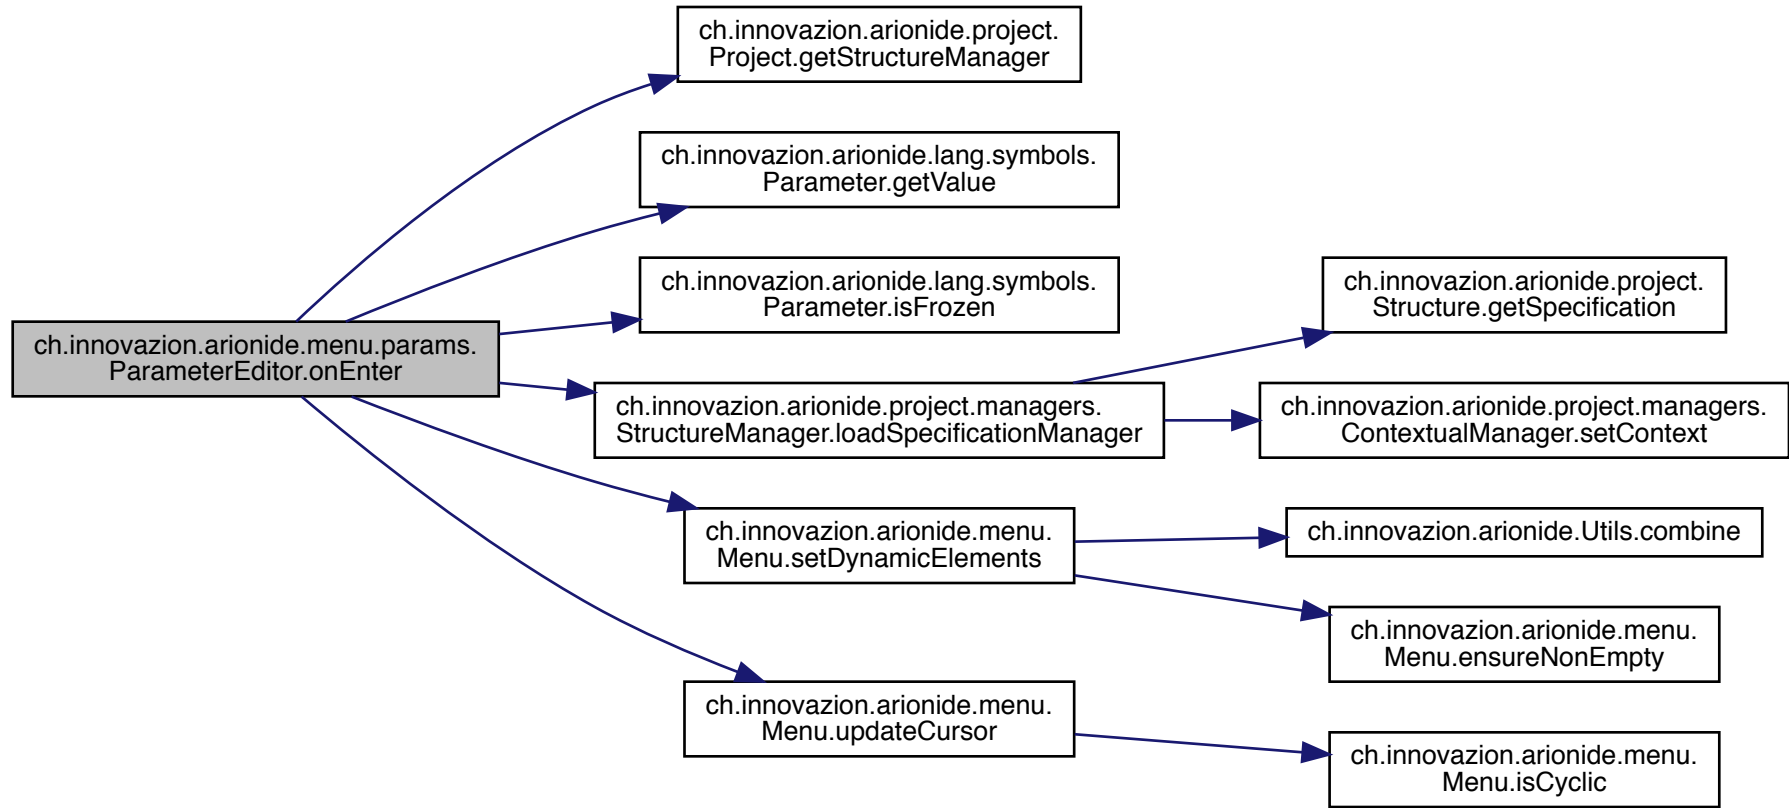 ch.innovazion.arionide.project.
Project.getStructureManager
ch.innovazion.arionide.lang.symbols.
Parameter.getValue
ch.innovazion.arionide.lang.symbols.
Parameter.isFrozen
ch.innovazion.arionide.project.
Structure.getSpecification
ch.innovazion.arionide.menu.params.
ParameterEditor.onEnter
ch.innovazion.arionide.project.managers.
StructureManager.loadSpecificationManager
ch.innovazion.arionide.project.managers.
ContextualManager.setContext
ch.innovazion.arionide.menu.
Menu.setDynamicElements
ch.innovazion.arionide.Utils.combine
ch.innovazion.arionide.menu.
Menu.ensureNonEmpty
ch.innovazion.arionide.menu.
Menu.updateCursor
ch.innovazion.arionide.menu.
Menu.isCyclic